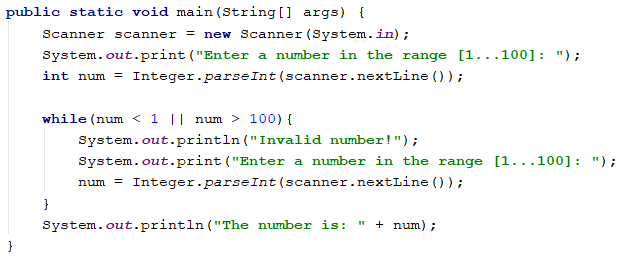 public static void main(String[] args) {
    Scanner scanner = new Scanner(System.in);
    System.out.print("Enter a number in the range [1...100]: ");
    int num = Integer.parseInt(scanner.nextLine());

    while(num < 1 || num > 100){
        System.out.println("Invalid number!");
        System.out.print("Enter a number in the range [1...100]: ");
        num = Integer.parseInt(scanner.nextLine());
    }
    System.out.println("The number is: " + num);
}